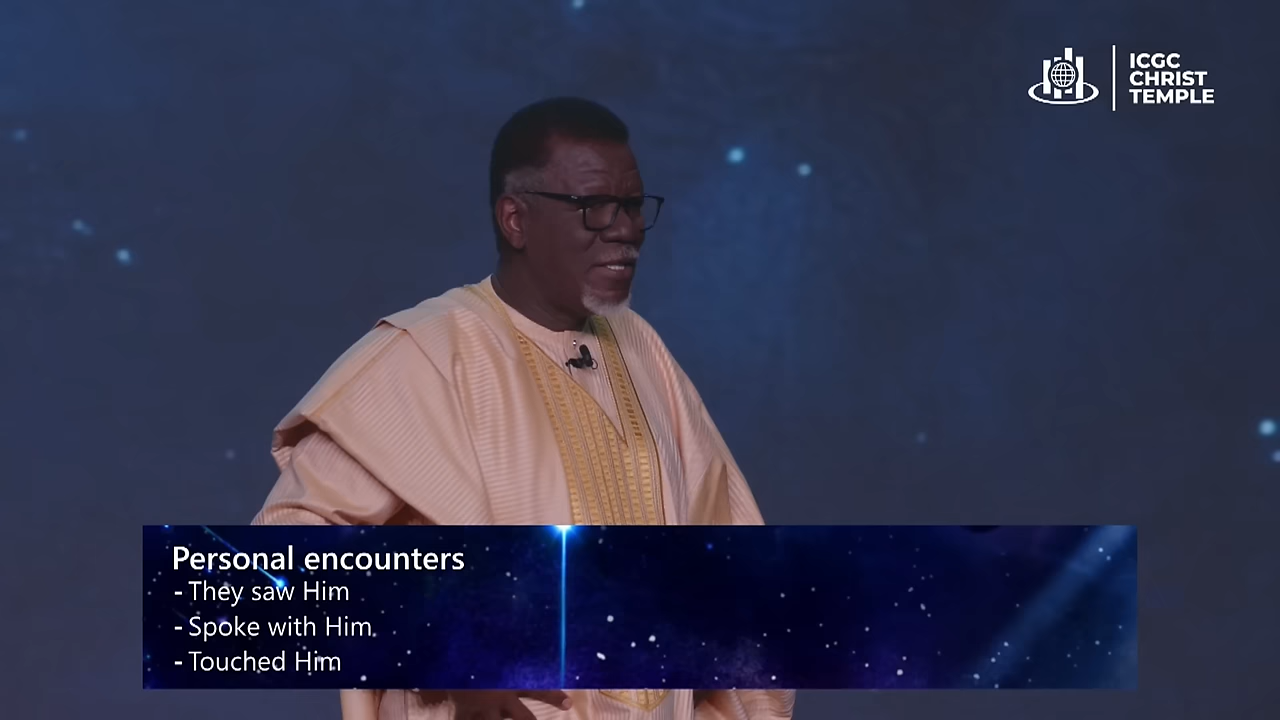 ICGC
CHRIST
TEMPLE
Personal encounters
- They saw Him
- Spoke with Him
- Touched Him